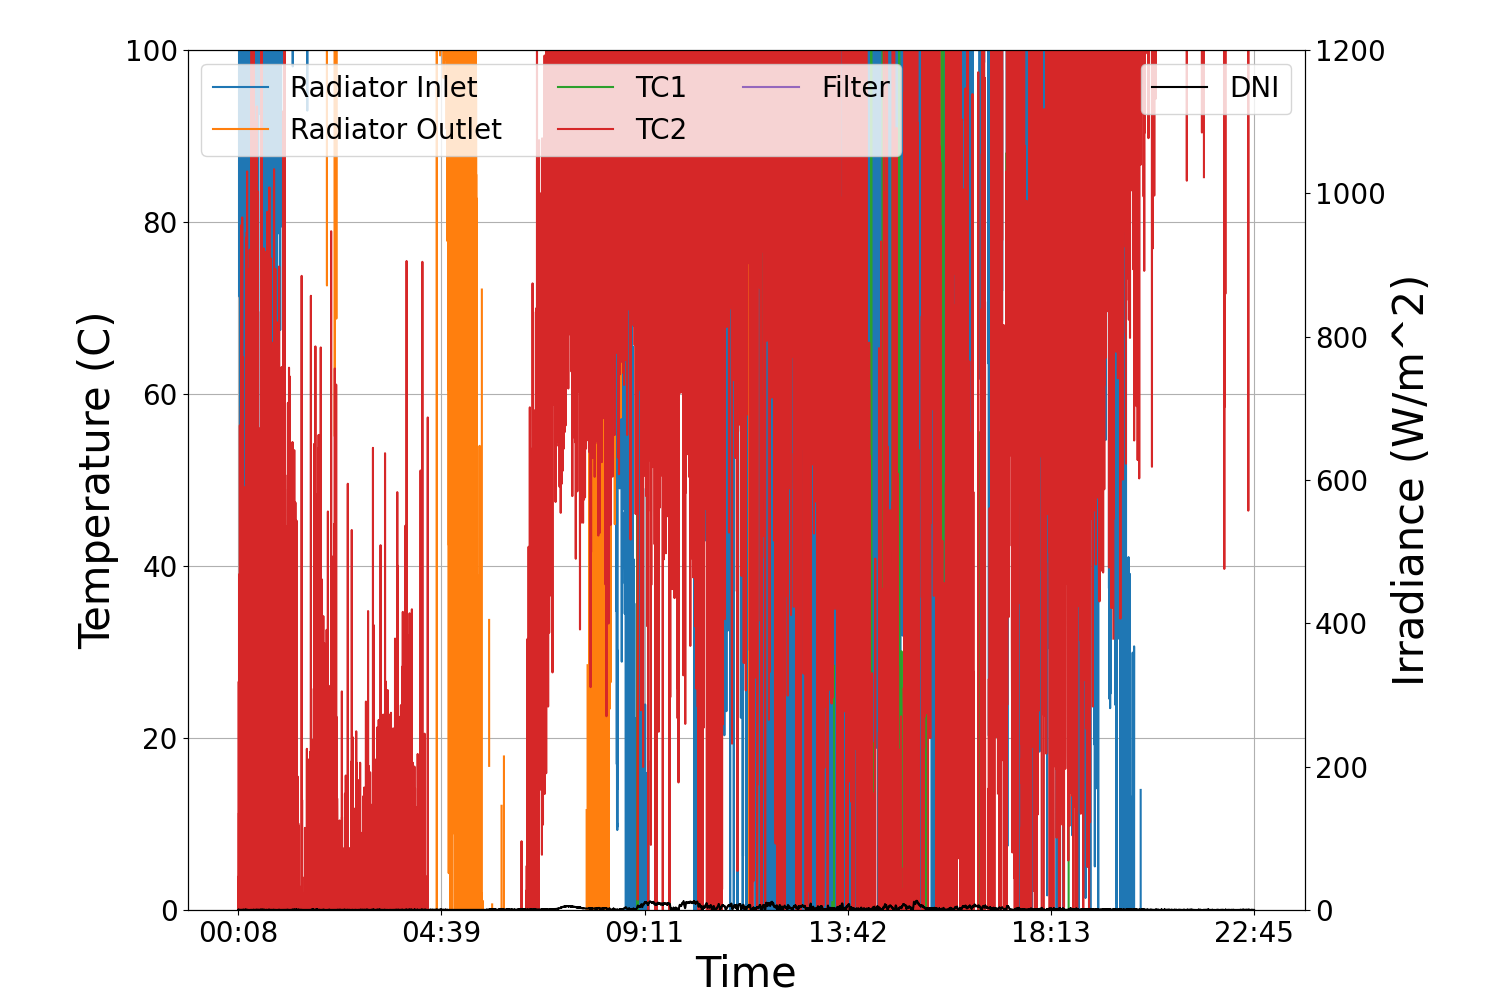 100
80
60
40
20
0
Temperature (C)
Radiator Inlet
Radiator Outlet
TC1
TC2
Filter
DNI
1200
1000
800
600
400
200
0
Irradiance (W/m^2)
00:08
04:39
09:11
13:42
18:13
22:45
Time